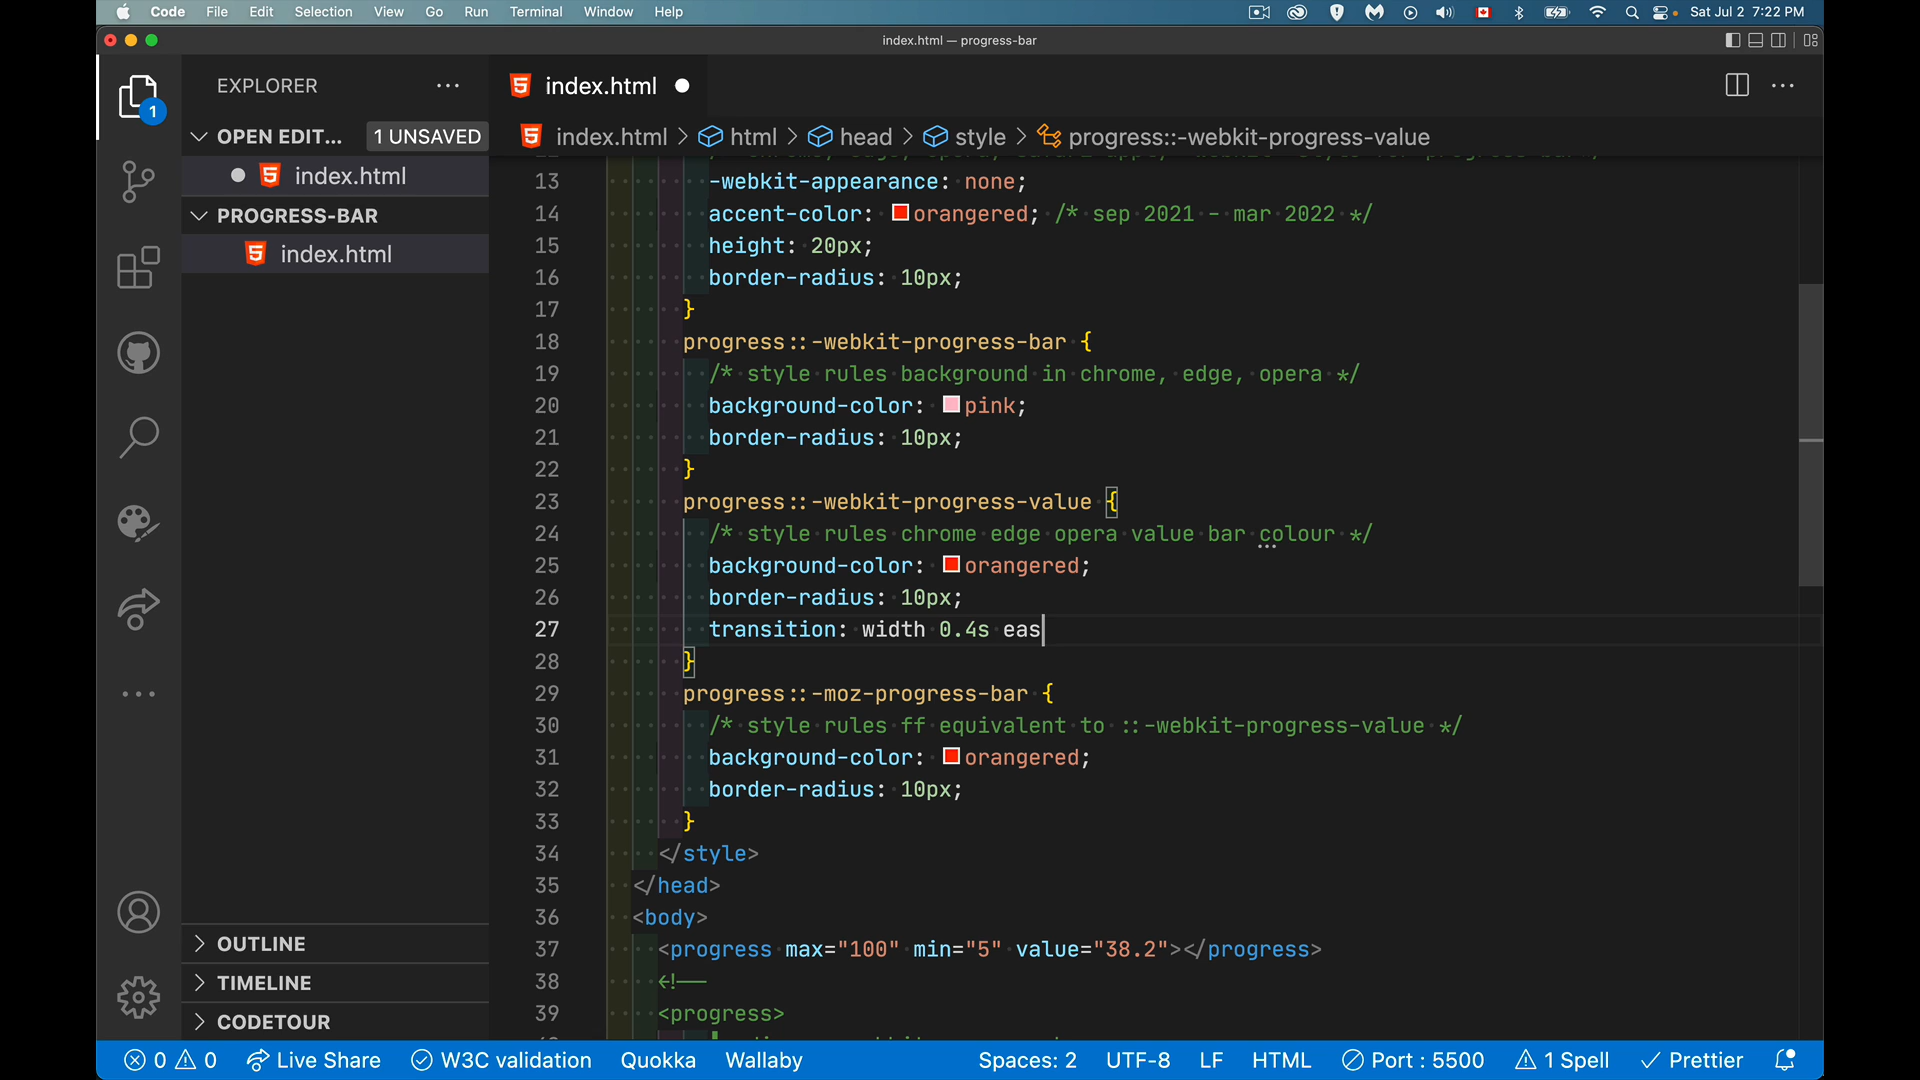 Code File Edit Selection View Go Run Terminal Window Help Sat Jul 2 7:22 PM
index.html — progress-bar
EXPLORER
index.html
OPEN EDIT... 1 UNSAVED
index.html > html > head > style > progress::-webkit-progress-value
index.html
PROGRESS-BAR
index.html
1
13 -webkit-appearance: none;
14 accent-color: orangered; /* sep 2021 - mar 2022 */
15 height: 20px;
16 border-radius: 10px;
17 }
18 progress::-webkit-progress-bar {
19 /* style rules background in chrome, edge, opera */
20 background-color: pink;
21 border-radius: 10px;
22 }
23 progress::-webkit-progress-value {
24 /* style rules chrome edge opera value bar colour */
25 background-color: orangered;
26 border-radius: 10px;
27 transition: width 0.4s eas
28 }
29 progress::-moz-progress-bar {
30 /* style rules ff equivalent to ::-webkit-progress-value */
31 background-color: orangered;
32 border-radius: 10px;
33 }
34 </style>
35 </head>
36 <body>
37 <progress max="100" min="5" value="38.2"></progress>
38 <!--
39 <progress>
OUTLINE
TIMELINE
CODETOUR
0 0 Live Share W3C validation Quokka Wallaby Spaces: 2 UTF-8 LF HTML Port : 5500 1 Spell Prettier